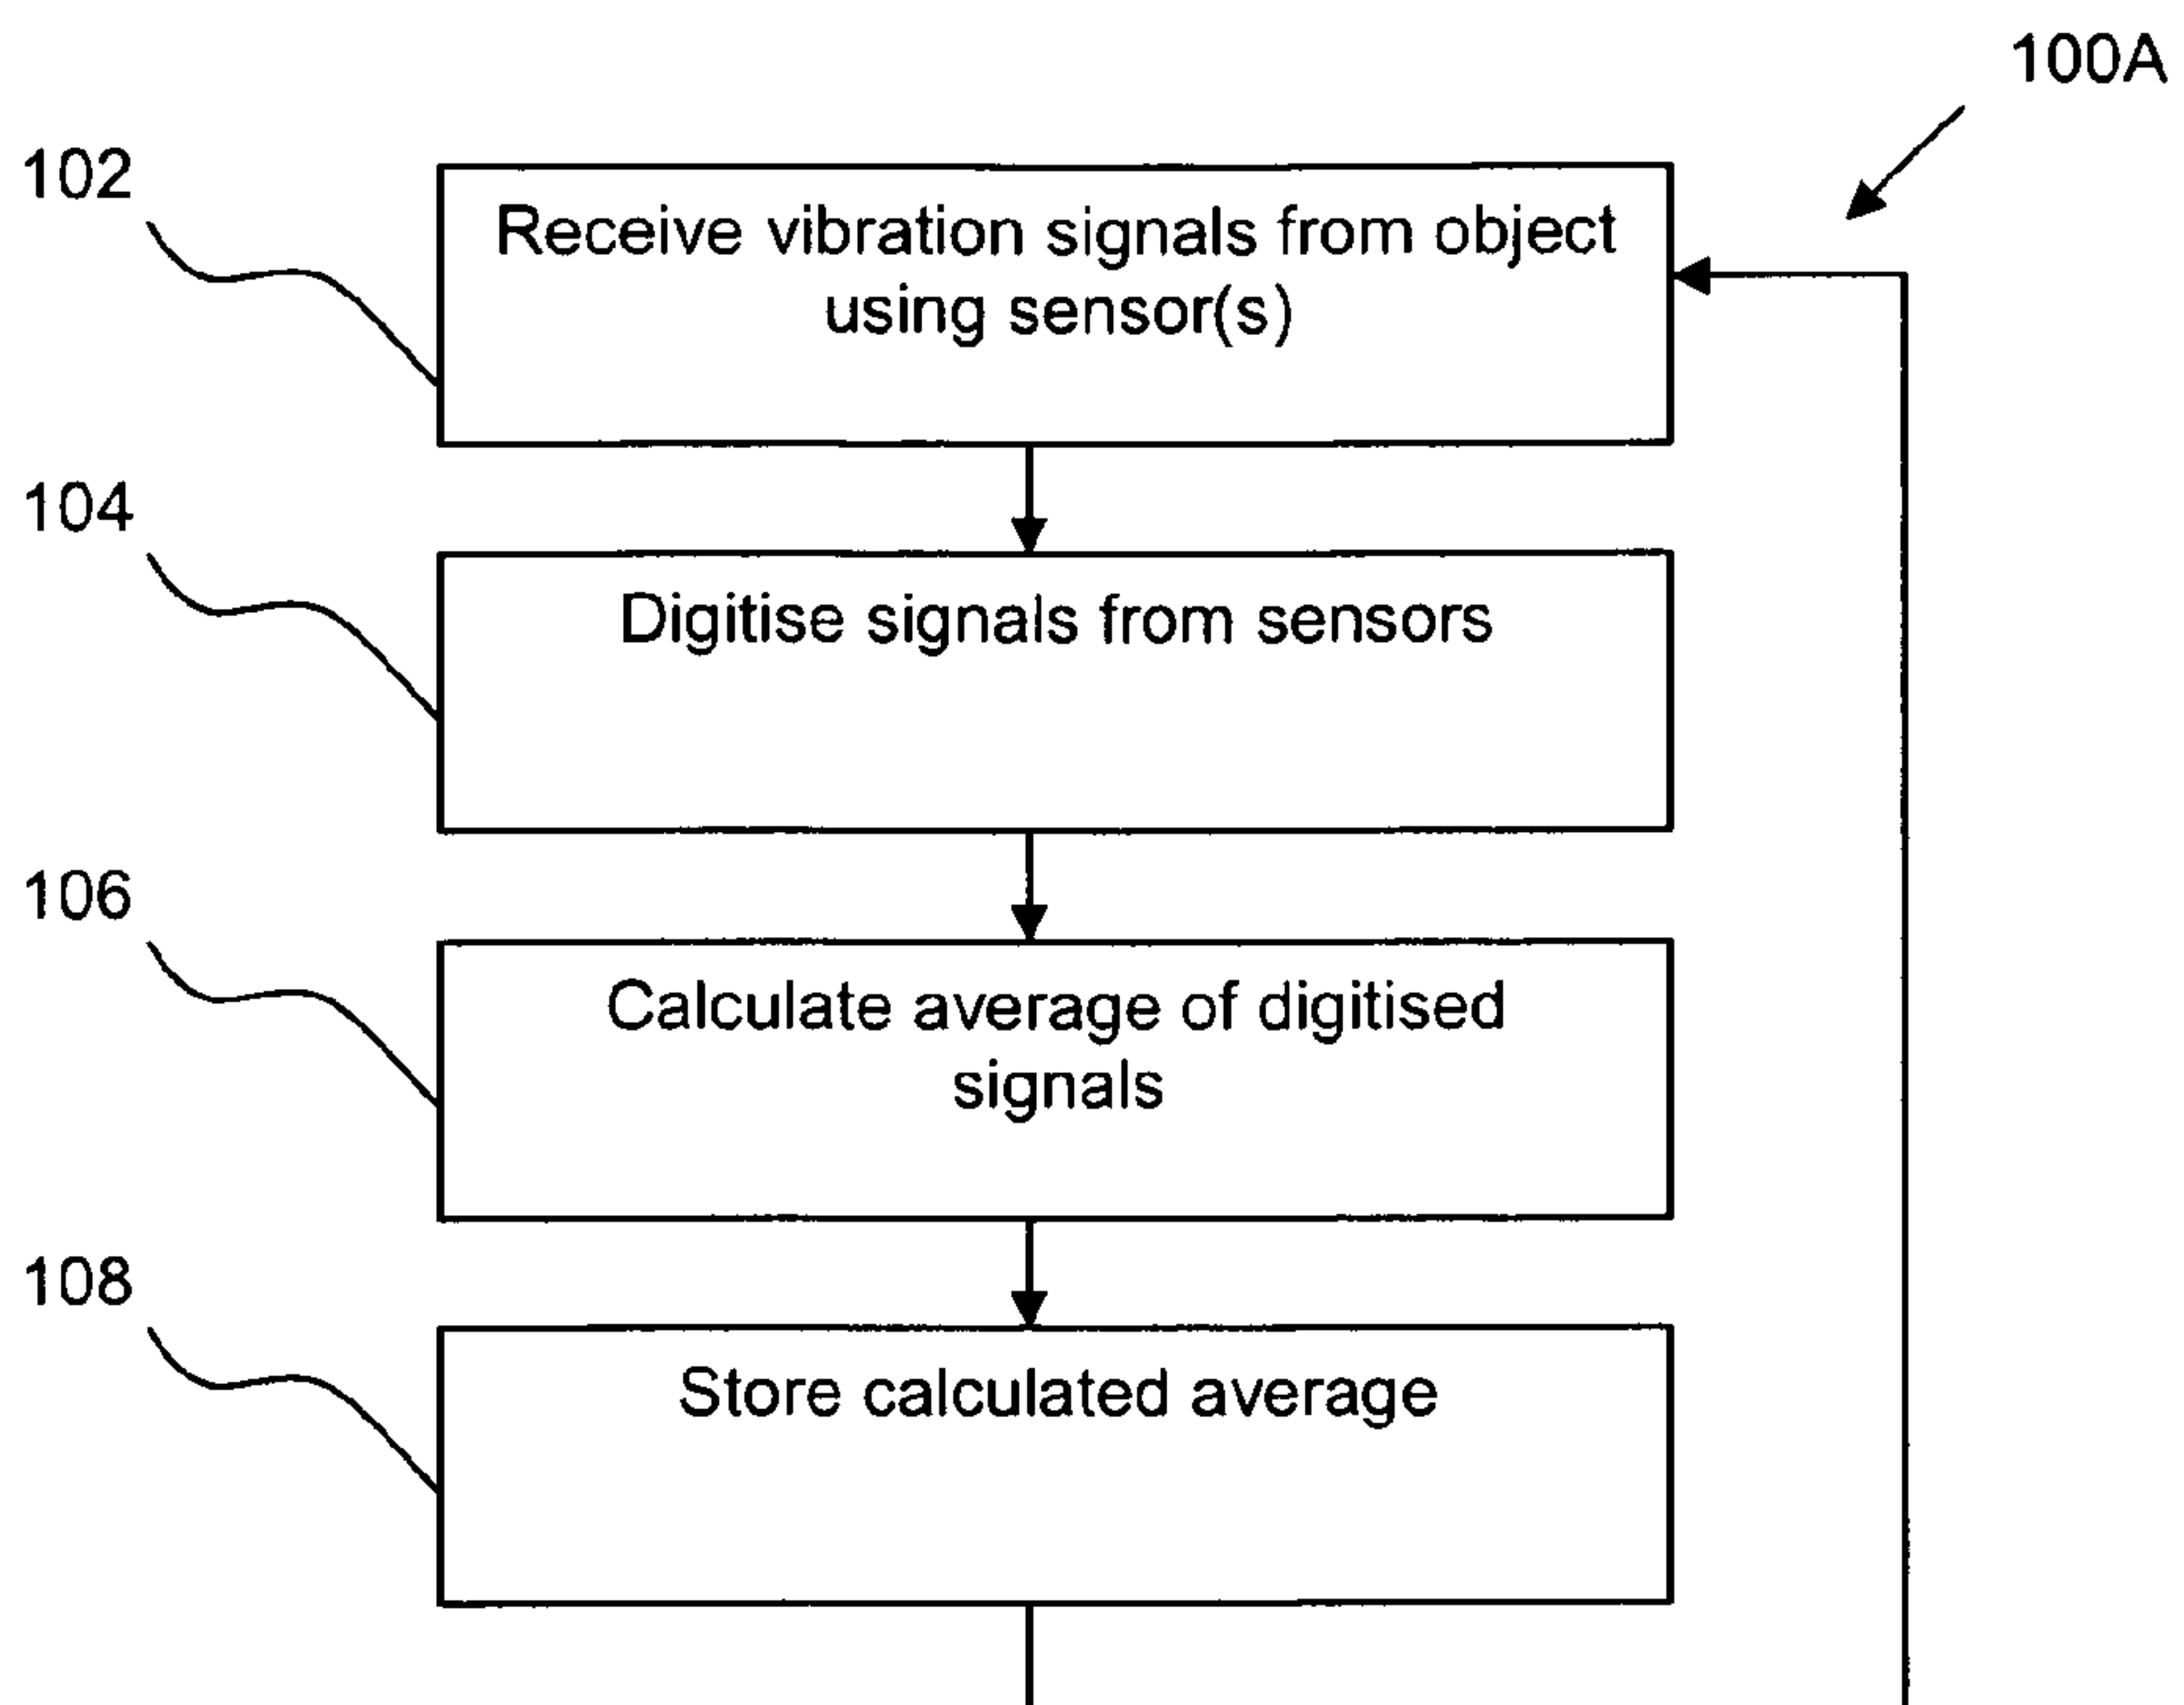 100A
102
Receive vibration signals from object
using sensor(s)
104
Digitise signals from sensors
106
Calculate average of digitised
signals
108
Store calculated average